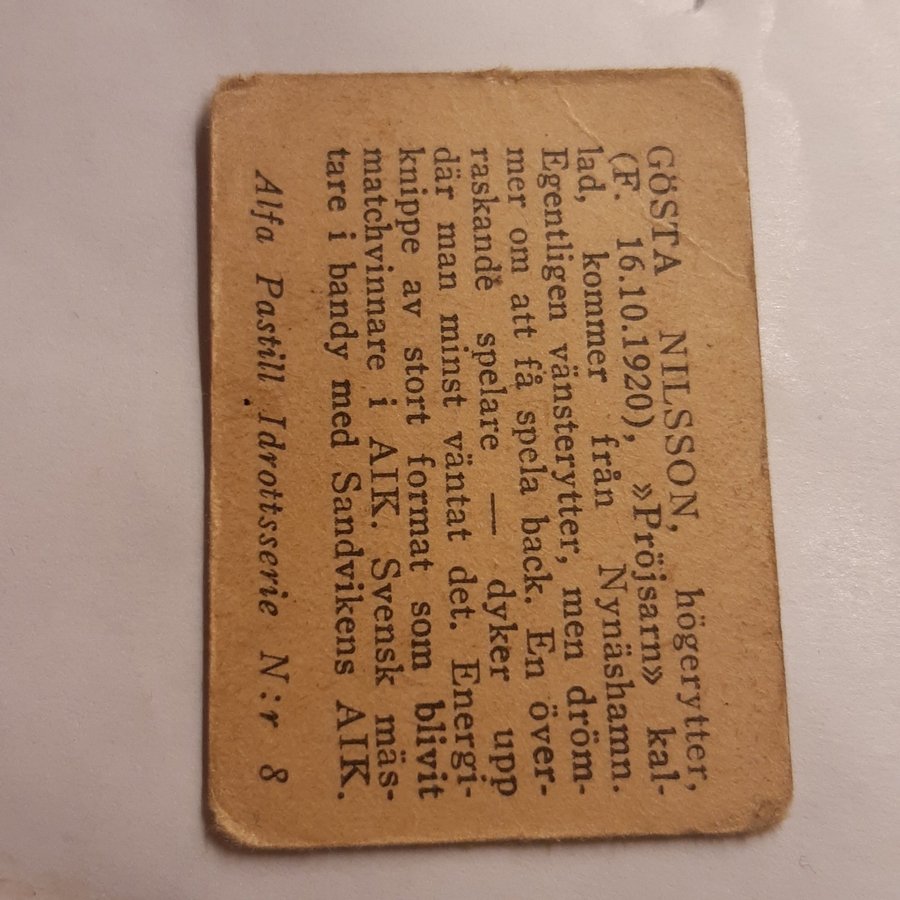 GÖSTA NILSSON, högerytter,
(F. 16.10.1920), »Pröjsarn» kal-
lad, kommer från Nynäshamn.
Egentligen vänsterytter, men dröm-
mer om att få spela back. En över-
raskande spelare — dyker upp
där man minst väntat det. Energi-
knippe av stort format som blivit
matchvinnare i AIK. Svensk mäs-
tare i bandy med Sandvikens AIK.
Alfa Pastill Idrottsserie N:r 8